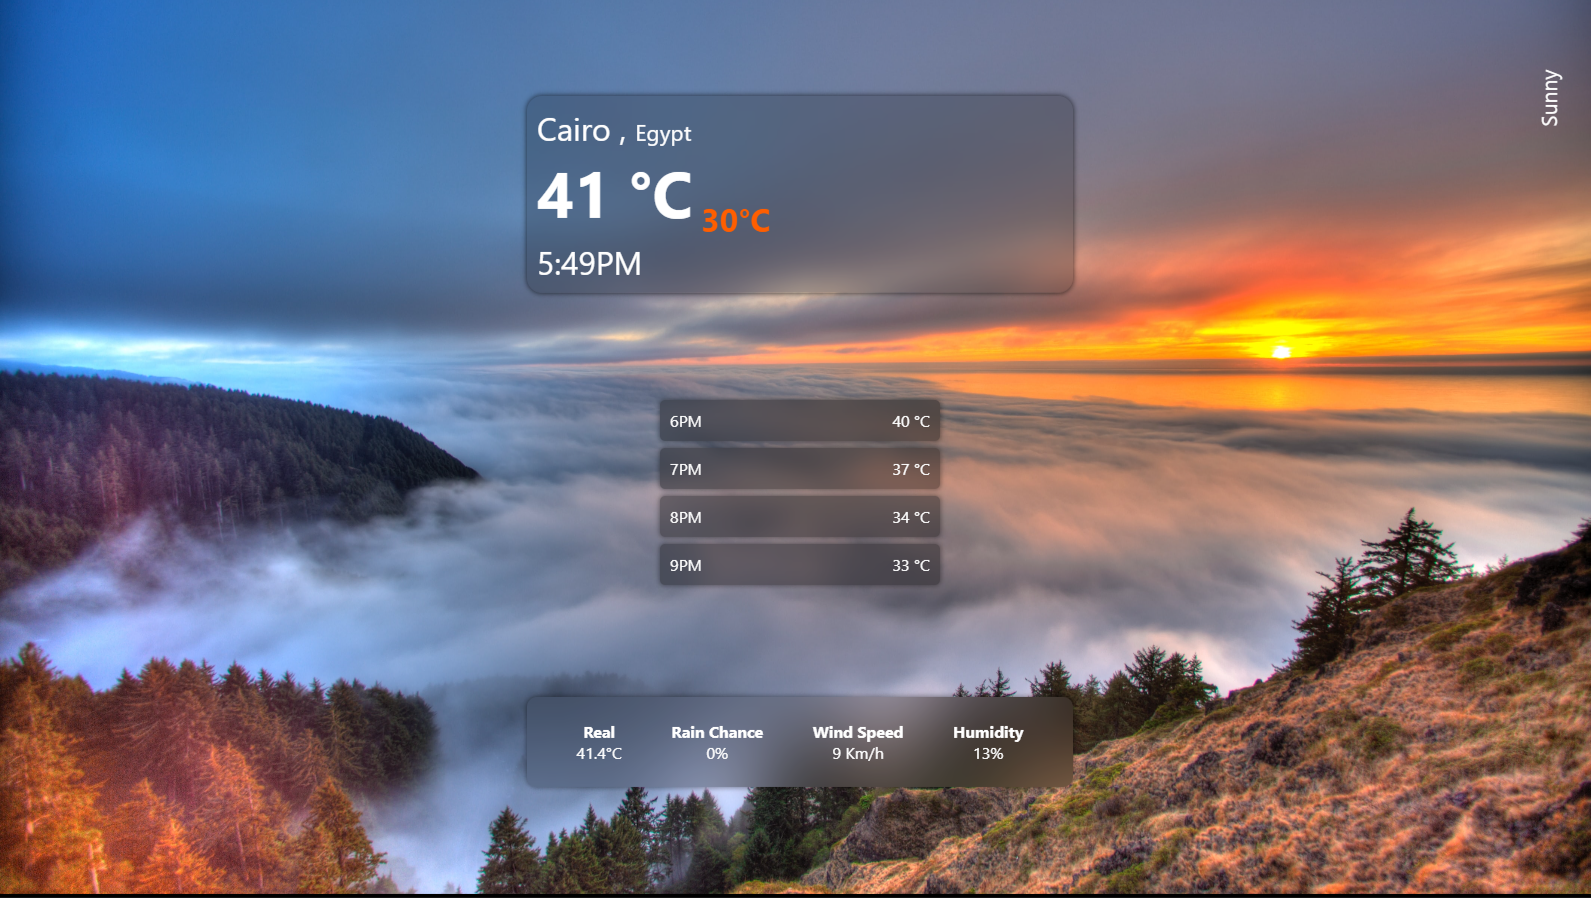 Sunny
Cairo , Egypt
41 °C 30°C
5:49PM
6PM 40 °C
7PM 37 °C
8PM 34 °C
9PM 33 °C
Real Rain Chance Wind Speed Humidity
41.4°C 0% 9 Km/h 13%